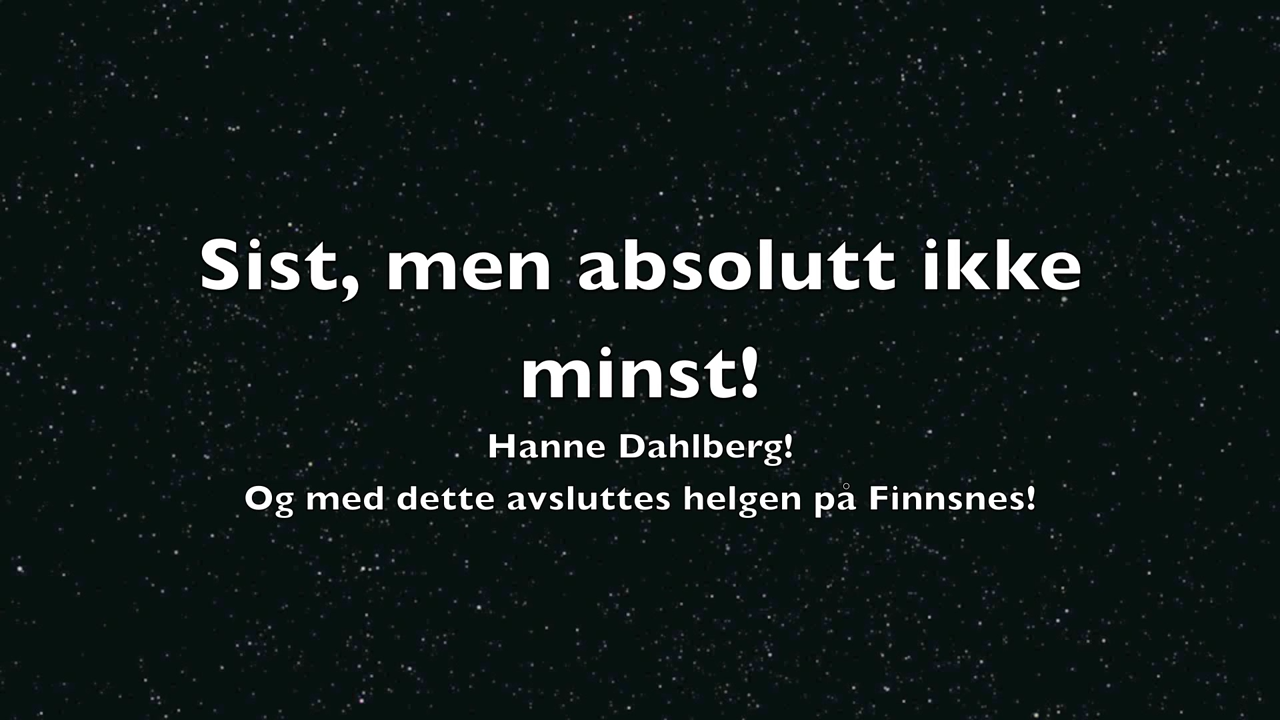 Sist, men absolutt ikke
minst!
Hanne Dahlberg!
Og med dette avsluttes helgen på Finnsnes!